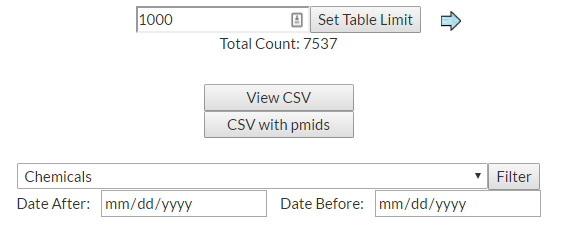 1000 Set Table Limit
Total Count: 7537
View CSV
CSV with pmids
Chemicals Filter
Date After: mm/dd/yyyy Date Before: mm/dd/yyyy